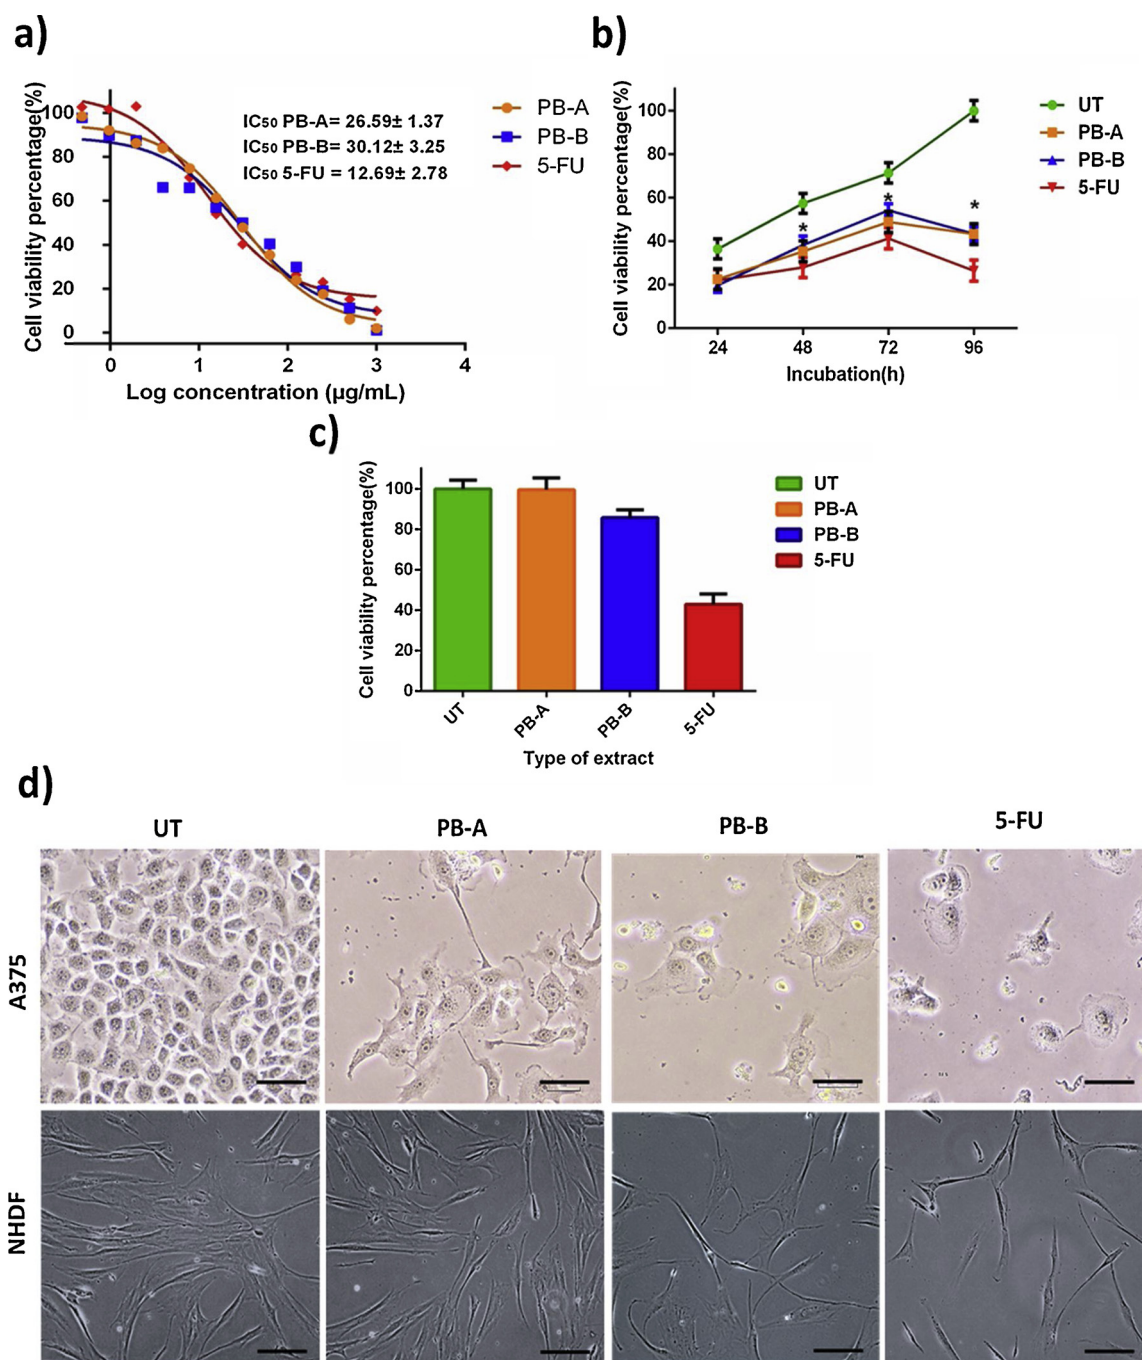 a)
Cell viability percentage(%)
100
80
60
40
20
0
0
1
2
3
4
Log concentration (µg/mL)
IC50 PB-A= 26.59± 1.37
IC50 PB-B= 30.12± 3.25
IC50 5-FU = 12.69± 2.78
PB-A
PB-B
5-FU
b)
Cell viability percentage(%)
100
80
60
40
20
0
*
*
*
24
48
72
96
Incubation(h)
UT
PB-A
PB-B
5-FU
c)
Cell viability percentage(%)
100
80
60
40
20
0
UT
PB-A
PB-B
5-FU
Type of extract
UT
PB-A
PB-B
5-FU
d)
UT
PB-A
PB-B
5-FU
A375
NHDF